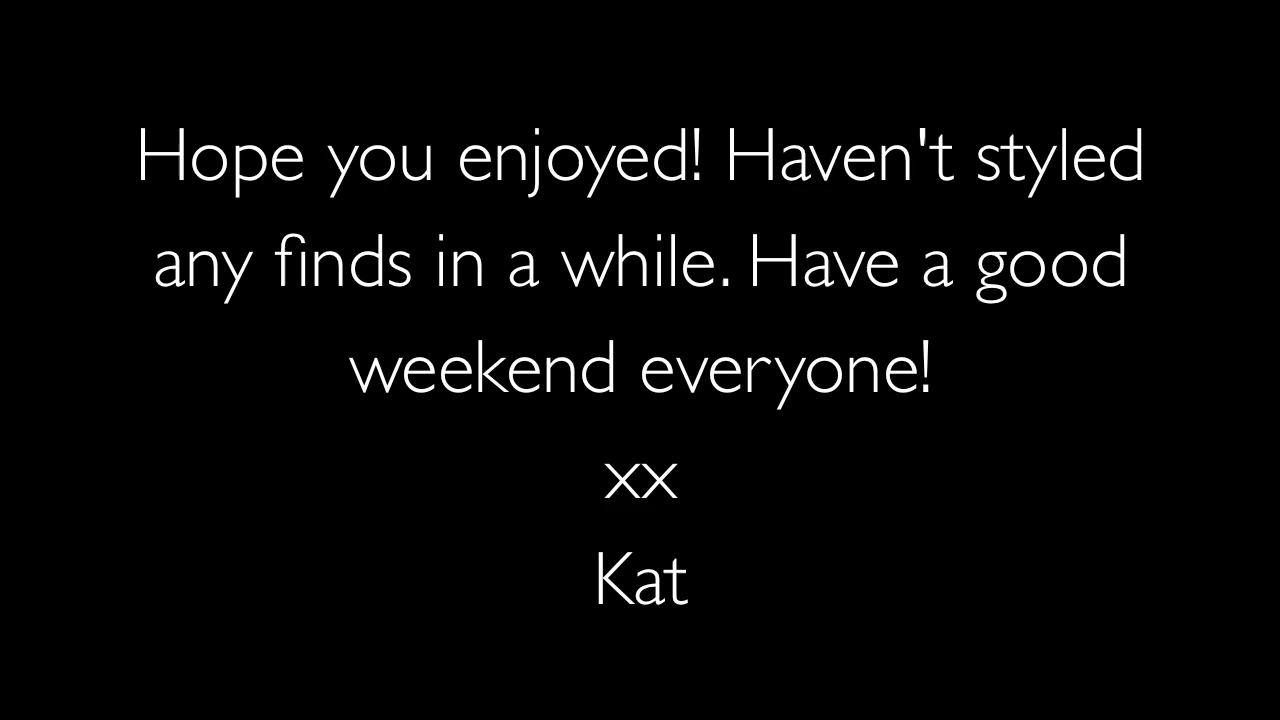 Hope you enjoyed! Haven't styled
any finds in a while. Have a good
weekend everyone!
xx
Kat